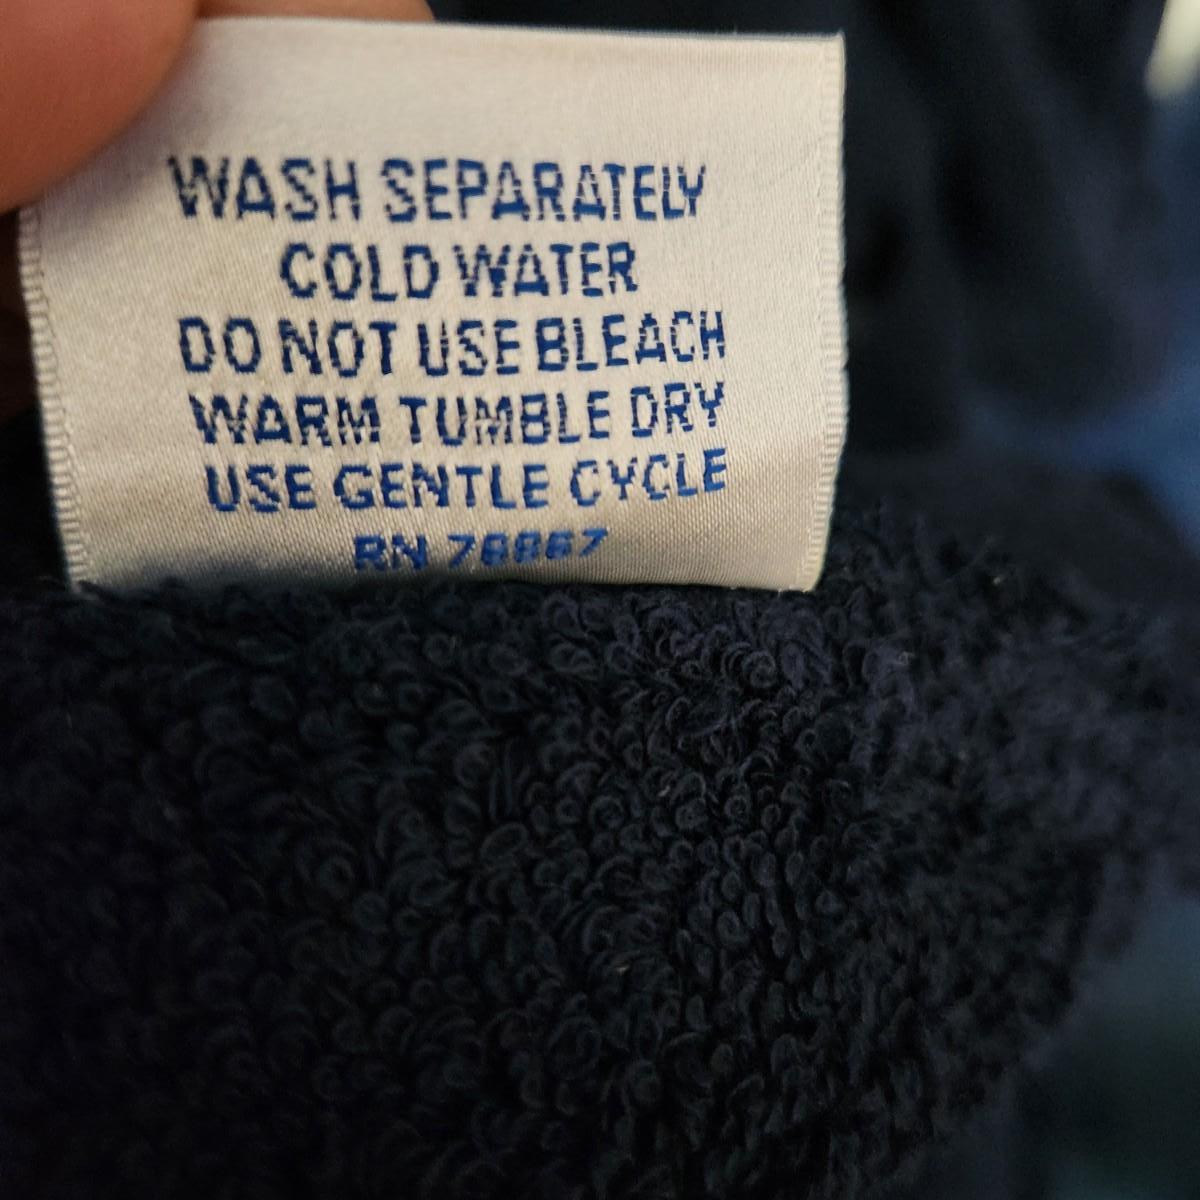 WASH SEPARATELY
COLD WATER
DO NOT USE BLEACH
WARM TUMBLE DRY
USE GENTLE CYCLE
RN